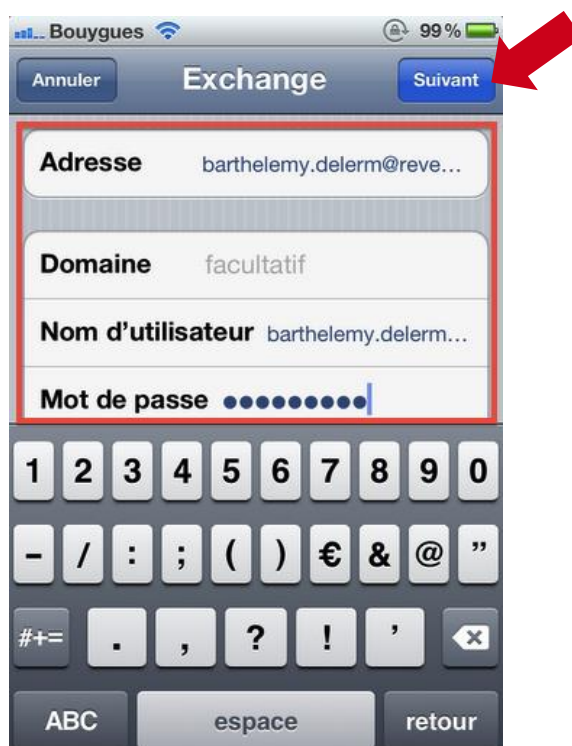 Bouygues 99 %
Annuler Exchange Suivant
Adresse barthelemy.delerm@reve...
Domaine facultatif
Nom d'utilisateur barthelemy.delerm...
Mot de passe ●●●●●●●●●
1 2 3 4 5 6 7 8 9 0
- / : ; ( ) € & @ ”
#+= . , ? ! ’
ABC espace retour